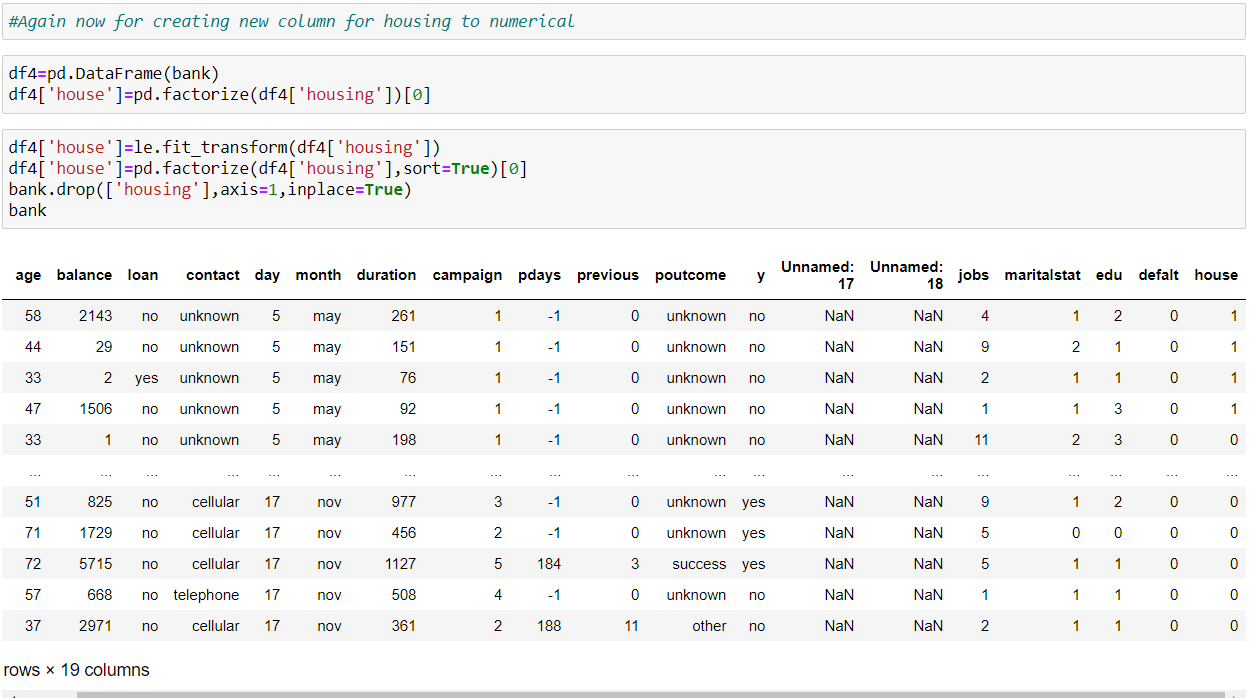 #Again now for creating new column for housing to numerical
df4=pd.DataFrame(bank)
df4['house']=pd.factorize(df4['housing'])[0]
df4['house']=le.fit_transform(df4['housing'])
df4['house']=pd.factorize(df4['housing'],sort=True)[0]
bank.drop(['housing'],axis=1,inplace=True)
bank
age balance loan contact day month duration campaign pdays previous poutcome y Unnamed: 17 Unnamed: 18 jobs maritalstat edu defalt house
58 2143 no unknown 5 may 261 1 -1 0 unknown no NaN NaN 4 1 2 0 1
44 29 no unknown 5 may 151 1 -1 0 unknown no NaN NaN 9 2 1 0 1
33 2 yes unknown 5 may 76 1 -1 0 unknown no NaN NaN 2 1 1 0 1
47 1506 no unknown 5 may 92 1 -1 0 unknown no NaN NaN 1 1 3 0 1
33 1 no unknown 5 may 198 1 -1 0 unknown no NaN NaN 11 2 3 0 0
... ... ... ... ... ... ... ... ... ... ... ... ... ... ... ... ... ... ...
51 825 no cellular 17 nov 977 3 -1 0 unknown yes NaN NaN 9 1 2 0 0
71 1729 no cellular 17 nov 456 2 -1 0 unknown yes NaN NaN 5 0 0 0 0
72 5715 no cellular 17 nov 1127 5 184 3 success yes NaN NaN 5 1 1 0 0
57 668 no telephone 17 nov 508 4 -1 0 unknown no NaN NaN 1 1 1 0 0
37 2971 no cellular 17 nov 361 2 188 11 other no NaN NaN 2 1 1 0 0
rows × 19 columns